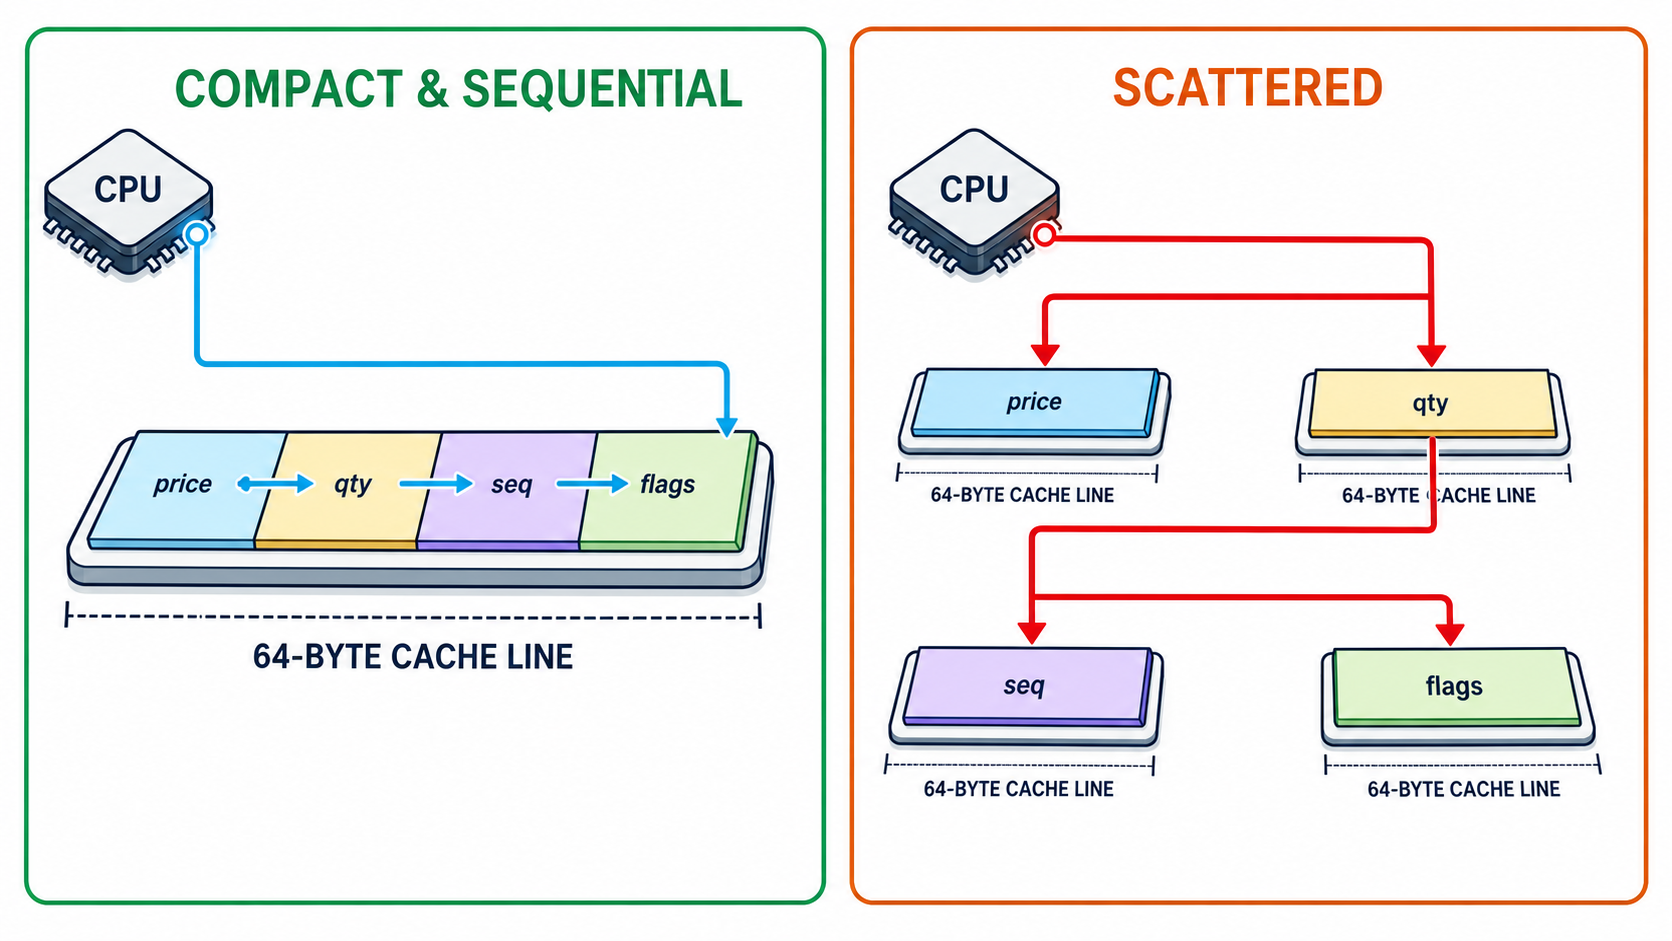 COMPACT & SEQUENTIAL
CPU
price
qty
seq
flags
64-BYTE CACHE LINE
SCATTERED
CPU
price
qty
64-BYTE CACHE LINE
64-BYTE CACHE LINE
seq
flags
64-BYTE CACHE LINE
64-BYTE CACHE LINE